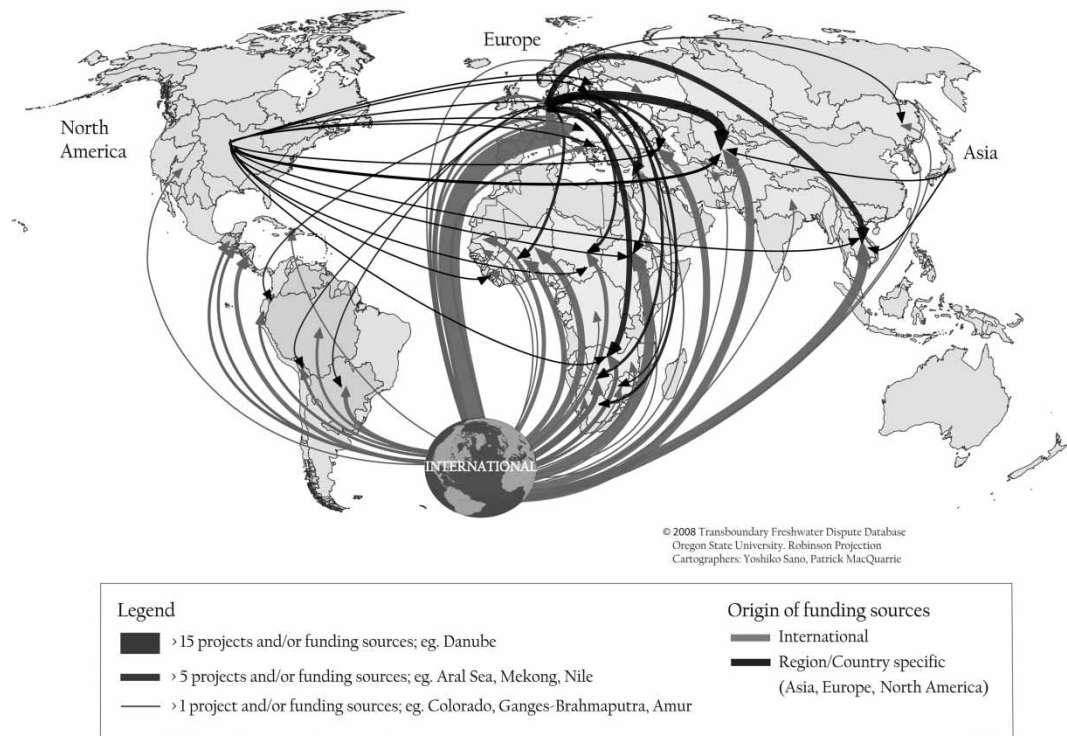 Europe
North
America
Asia
INTERNATIONAL
© 2008 Transboundary Freshwater Dispute Database
Oregon State University. Robinson Projection
Cartographers: Yoshiko Sano, Patrick MacQuarrie
Legend
>15 projects and/or funding sources; eg. Danube
>5 projects and/or funding sources; eg. Aral Sea, Mekong, Nile
>1 project and/or funding sources; eg. Colorado, Ganges-Brahmaputra, Amur
Origin of funding sources
International
Region/Country specific
(Asia, Europe, North America)